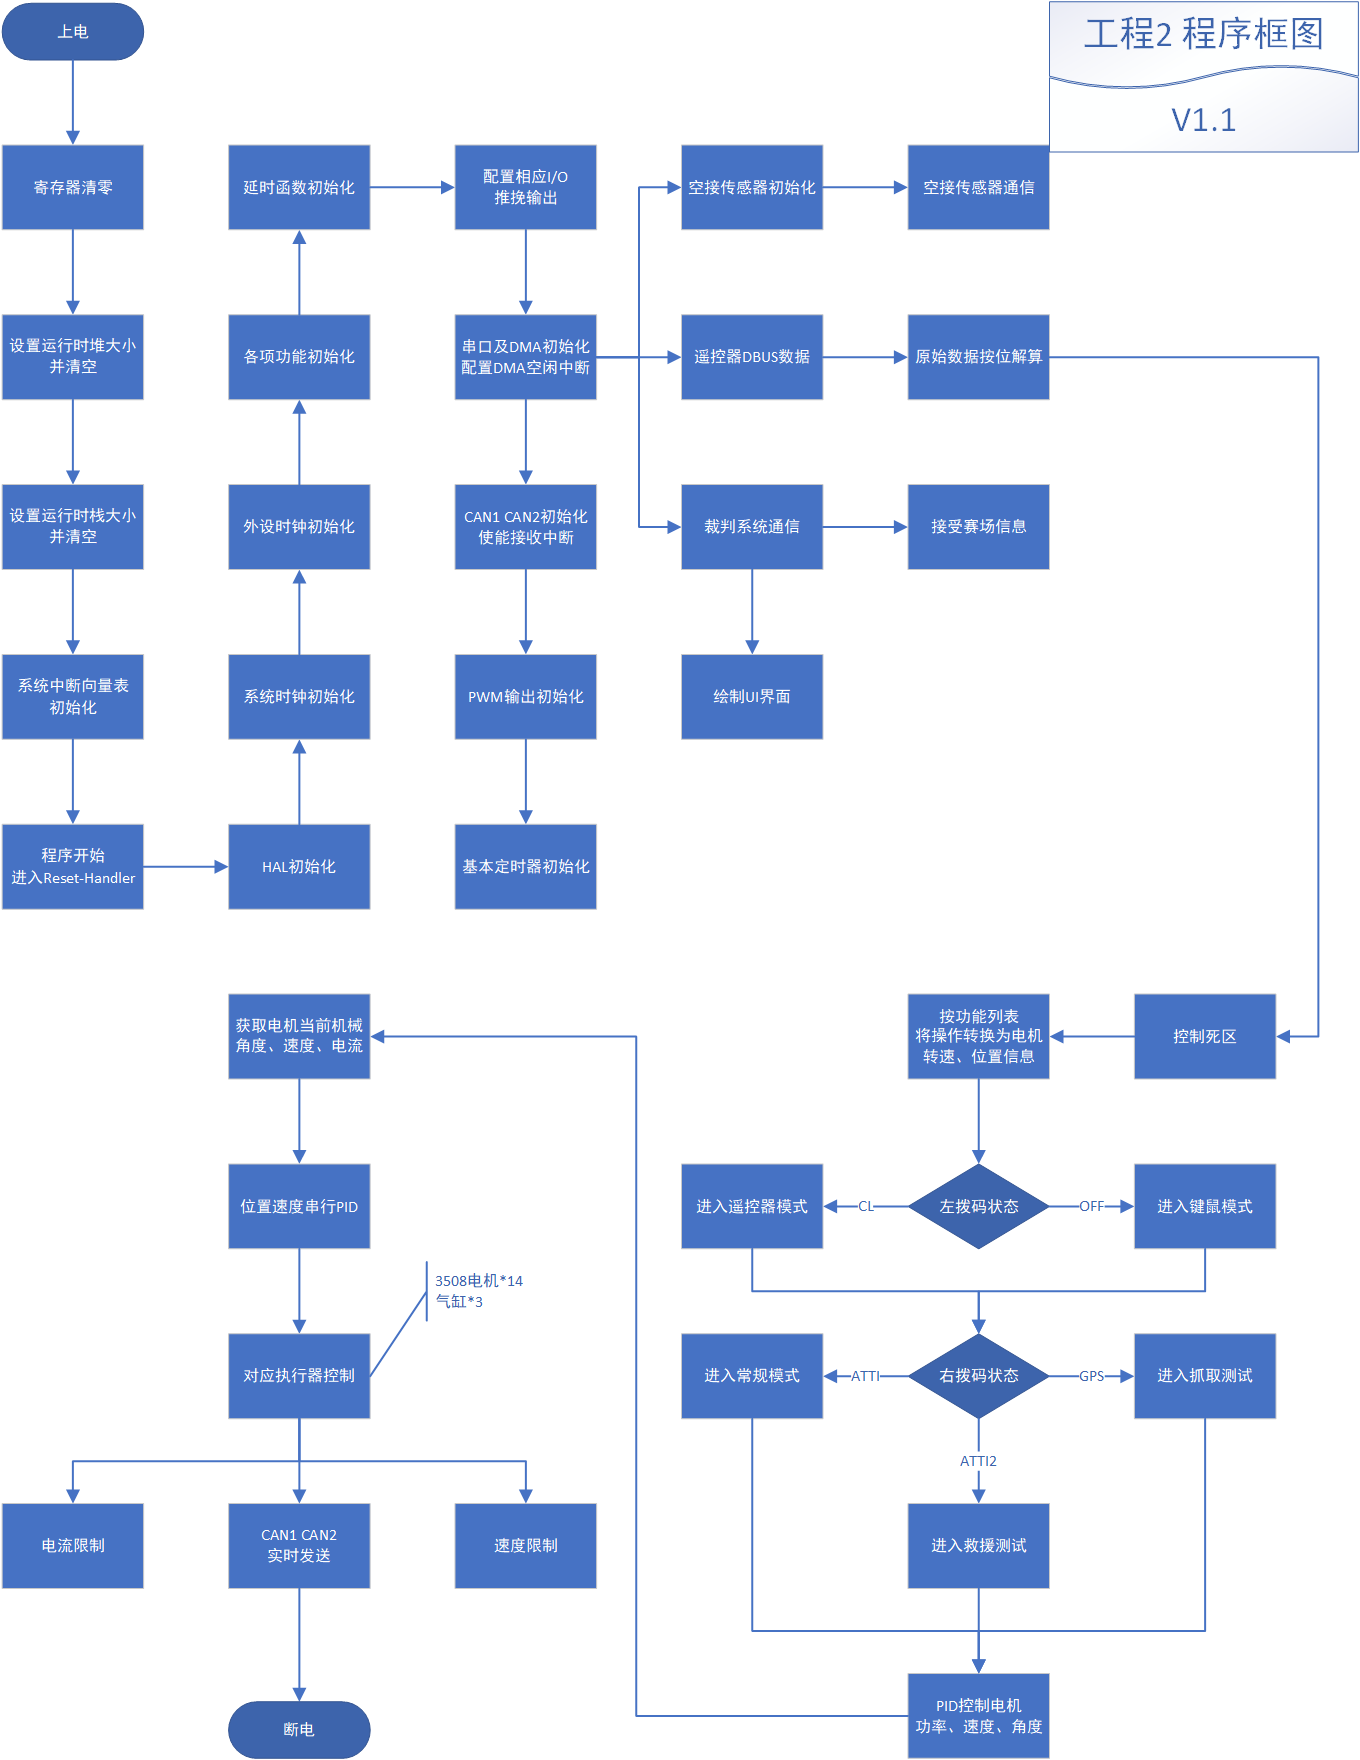 工程2 程序框图
V1.1
上电
寄存器清零
设置运行时堆大小
并清空
设置运行时栈大小
并清空
系统中断向量表
初始化
程序开始
进入Reset-Handler
HAL初始化
系统时钟初始化
外设时钟初始化
各项功能初始化
延时函数初始化
配置相应I/O
推挽输出
串口及DMA初始化
配置DMA空闲中断
CAN1 CAN2初始化
使能接收中断
PWM输出初始化
基本定时器初始化
空接传感器初始化
空接传感器通信
遥控器DBUS数据
原始数据按位解算
裁判系统通信
接受赛场信息
绘制UI界面
控制死区
按功能列表
将操作转换为电机
转速、位置信息
左拨码状态
CL
进入遥控器模式
OFF
进入键鼠模式
右拨码状态
ATTI
进入常规模式
GPS
进入抓取测试
ATTI2
进入救援测试
PID控制电机
功率、速度、角度
获取电机当前机械
角度、速度、电流
位置速度串行PID
3508电机*14
气缸*3
对应执行器控制
电流限制
CAN1 CAN2
实时发送
速度限制
断电